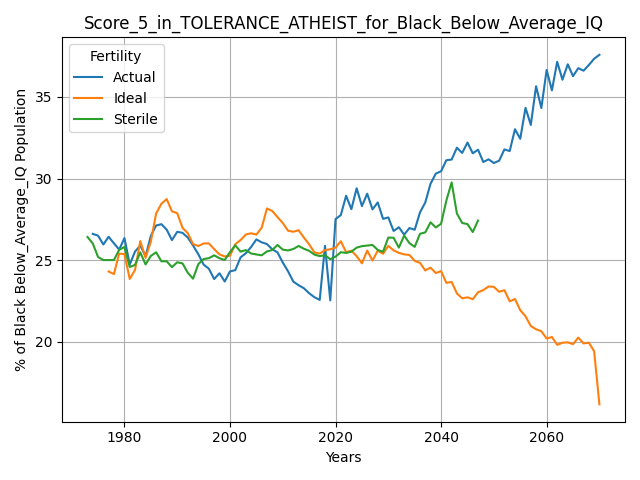 Score_5_in_TOLERANCE_ATHEIST_for_Black_Below_Average_IQ
Fertility
Actual
Ideal
Sterile
% of Black Below_Average_IQ Population
35
30
25
20
1980
2000
2020
2040
2060
Years